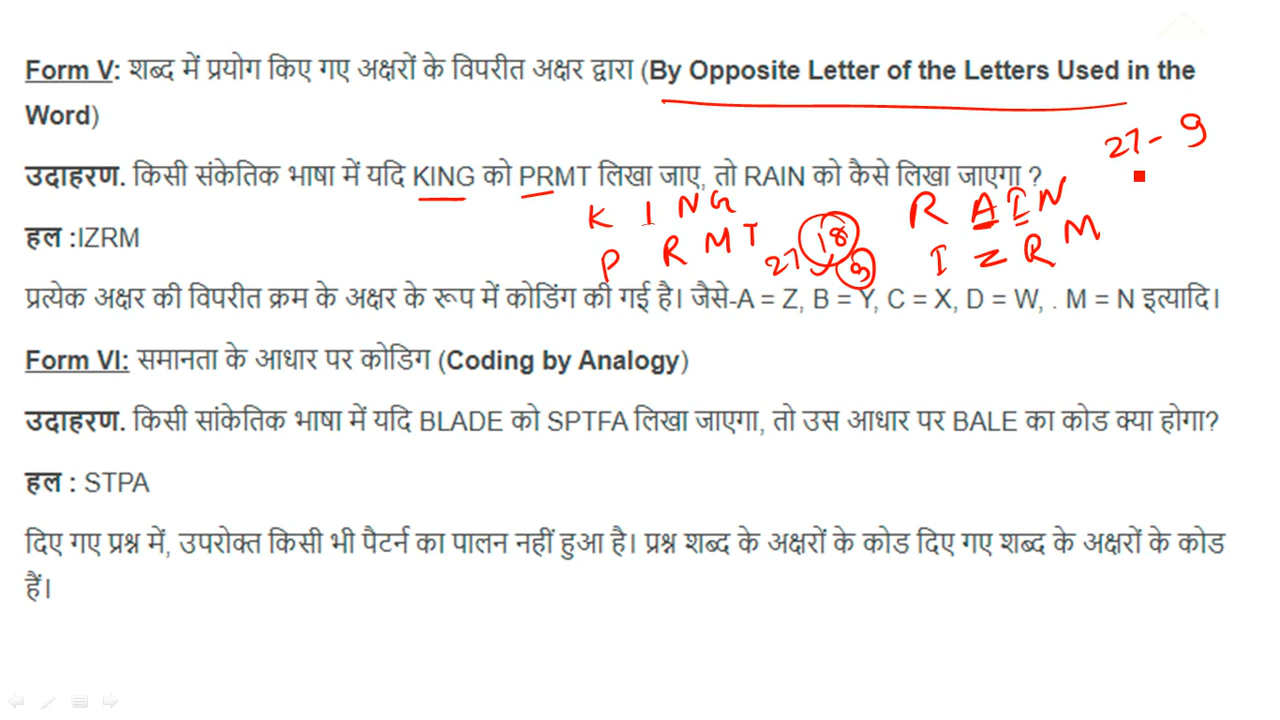 Form V: शब्द में प्रयोग किए गए अक्षरों के विपरीत अक्षर द्वारा (By Opposite Letter of the Letters Used in the
Word)
27 - 9
उदाहरण. किसी संकेतिक भाषा में यदि KING को PRMT लिखा जाए, तो RAIN को कैसे लिखा जाएगा ?
K I N G
R A I N
हल :IZRM
P R M T
27 18
9
I Z R M
प्रत्येक अक्षर की विपरीत क्रम के अक्षर के रूप में कोडिंग की गई है। जैसे-A = Z, B = Y, C = X, D = W, . M = N इत्यादि।
Form VI: समानता के आधार पर कोडिग (Coding by Analogy)
उदाहरण. किसी सांकेतिक भाषा में यदि BLADE को SPTFA लिखा जाएगा, तो उस आधार पर BALE का कोड क्या होगा?
हल : STPA
दिए गए प्रश्न में, उपरोक्त किसी भी पैटर्न का पालन नहीं हुआ है। प्रश्न शब्द के अक्षरों के कोड दिए गए शब्द के अक्षरों के कोड
हैं।